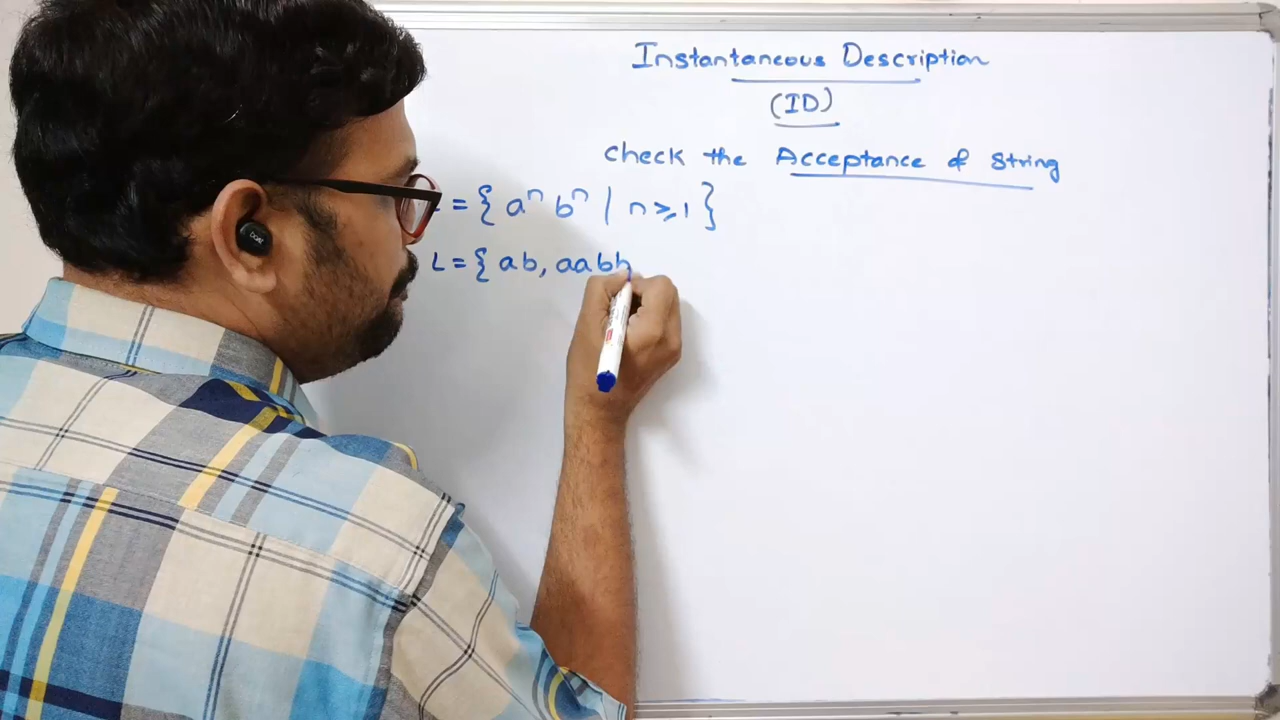 Instantaneous Description
(ID)
check the Acceptance of String
= { aⁿ bⁿ | n ≥ 1 }
L = { ab, aabb